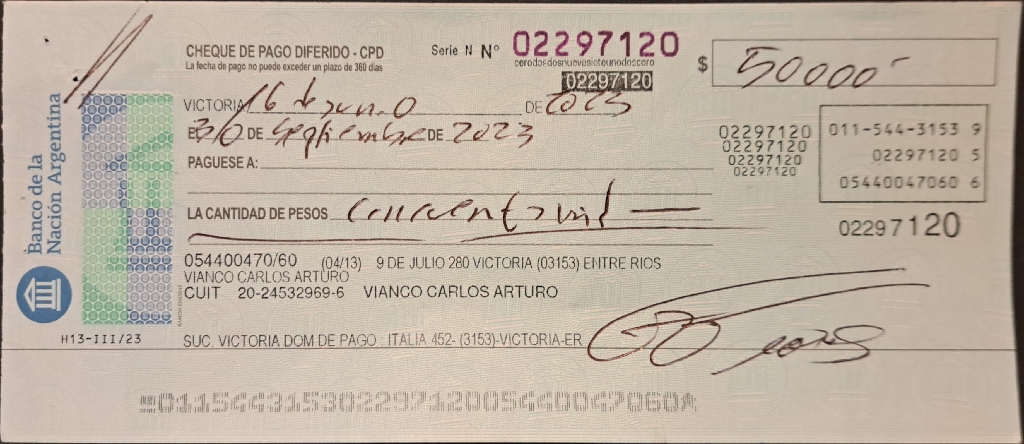 CHEQUE DE PAGO DIFERIDO - CPD
La fecha de pago no puede exceder un plazo de 360 días
Serie N Nº 02297120
cerodosdosnuevesieteunodoscero
02297120
$ 50000
VICTORIA 16 de Junio DE 2023
EL 30 DE Septiembre DE 2023
PAGUESE A:
LA CANTIDAD DE PESOS cincuenta mil
02297120
02297120
02297120
02297120
011-544-3153 9
02297120 5
05440047060 6
02297120
054400470/60 (04/13) 9 DE JULIO 280 VICTORIA (03153) ENTRE RIOS
VIANCO CARLOS ARTURO
CUIT 20-24532969-6 VIANCO CARLOS ARTURO
SUC. VICTORIA DOM DE PAGO : ITALIA 452- (3153)-VICTORIA-ER
Banco de la
Nación Argentina
H13-III/23